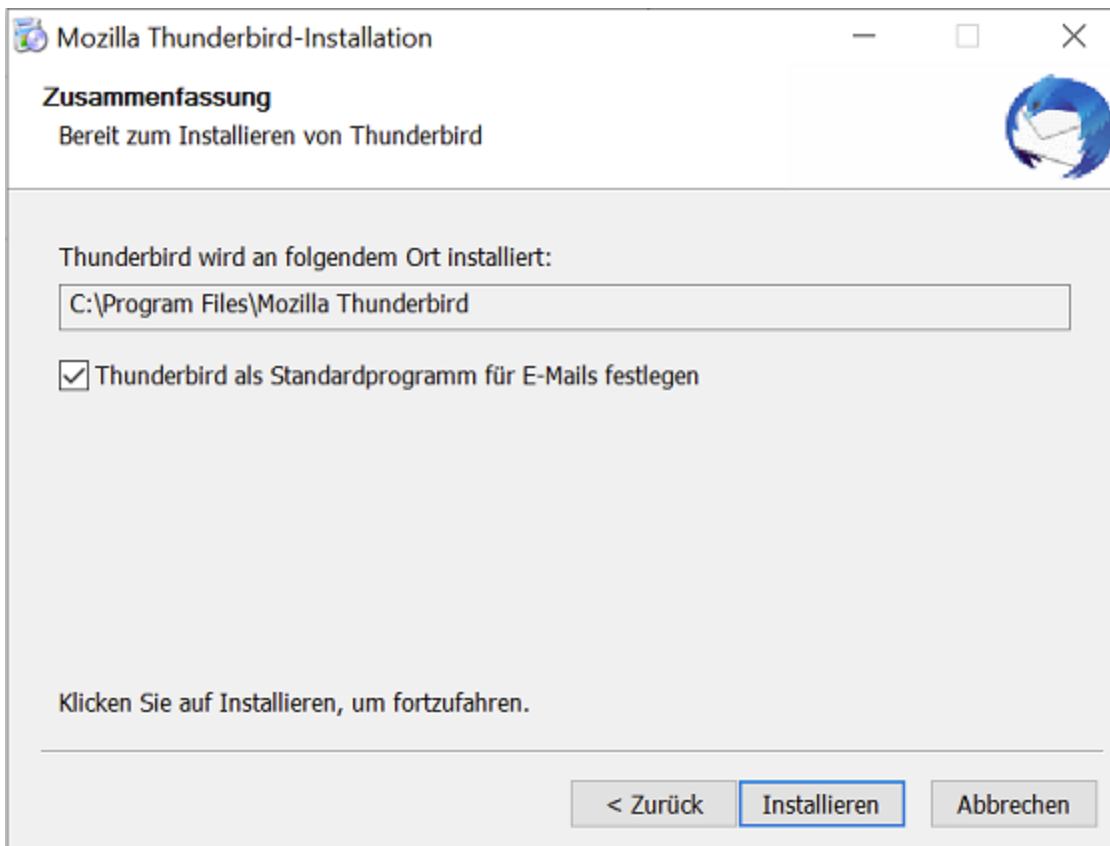 Mozilla Thunderbird-Installation
Zusammenfassung
Bereit zum Installieren von Thunderbird
Thunderbird wird an folgendem Ort installiert:
C:\Program Files\Mozilla Thunderbird
Thunderbird als Standardprogramm für E-Mails festlegen
Klicken Sie auf Installieren, um fortzufahren.
< Zurück Installieren Abbrechen